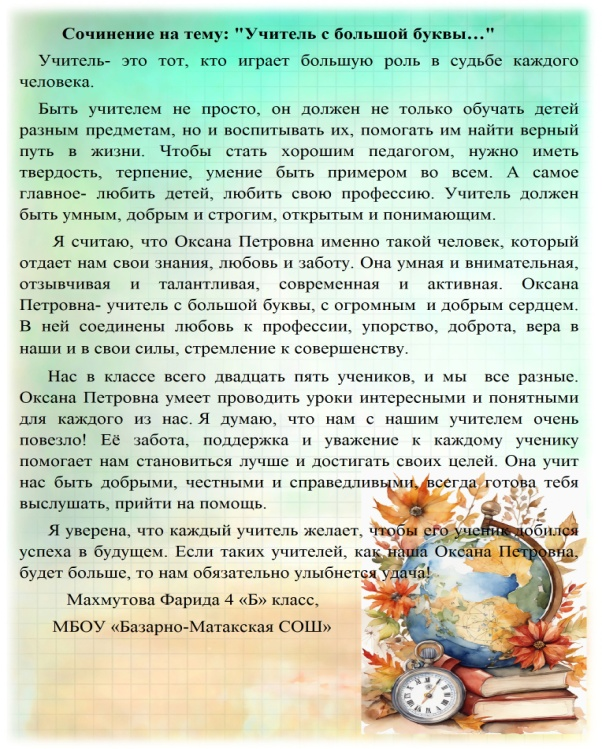 Сочинение на тему: "Учитель с большой буквы…"
Учитель- это тот, кто играет большую роль в судьбе каждого
человека.
Быть учителем не просто, он должен не только обучать детей
разным предметам, но и воспитывать их, помогать им найти верный
путь в жизни. Чтобы стать хорошим педагогом, нужно иметь
твердость, терпение, умение быть примером во всем. А самое
главное- любить детей, любить свою профессию. Учитель должен
быть умным, добрым и строгим, открытым и понимающим.
Я считаю, что Оксана Петровна именно такой человек, который
отдает нам свои знания, любовь и заботу. Она умная и внимательная,
отзывчивая и талантливая, современная и активная. Оксана
Петровна- учитель с большой буквы, с огромным и добрым сердцем.
В ней соединены любовь к профессии, упорство, доброта, вера в
наши и в свои силы, стремление к совершенству.
Нас в классе всего двадцать пять учеников, и мы все разные.
Оксана Петровна умеет проводить уроки интересными и понятными
для каждого из нас. Я думаю, что нам с нашим учителем очень
повезло! Её забота, поддержка и уважение к каждому ученику
помогает нам становиться лучше и достигать своих целей. Она учит
нас быть добрыми, честными и справедливыми, всегда готова тебя
выслушать, прийти на помощь.
Я уверена, что каждый учитель желает, чтобы его ученик добился
успеха в будущем. Если таких учителей, как наша Оксана Петровна,
будет больше, то нам обязательно улыбнется удача!
Махмутова Фарида 4 «Б» класс,
МБОУ «Базарно-Матакская СОШ»